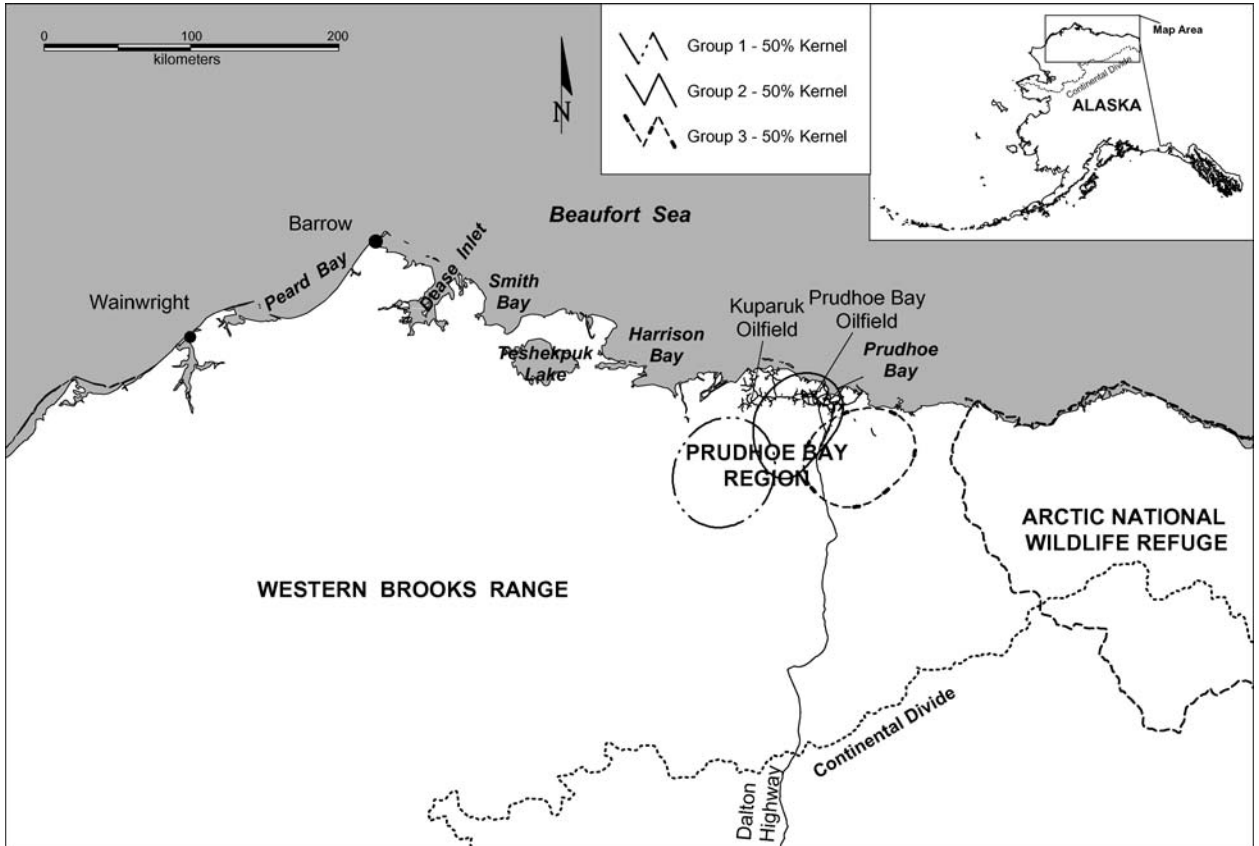 0 100 200
kilometers
N
Group 1 - 50% Kernel
Group 2 - 50% Kernel
Group 3 - 50% Kernel
Map Area
Continental Divide
ALASKA
Beaufort Sea
Barrow
Dease Inlet
Peard Bay
Wainwright
Smith
Bay
Teshekpuk
Lake
Harrison
Bay
Kuparuk
Oilfield
Prudhoe Bay
Oilfield
Prudhoe
Bay
PRUDHOE BAY
REGION
ARCTIC NATIONAL
WILDLIFE REFUGE
WESTERN BROOKS RANGE
Continental Divide
Dalton
Highway